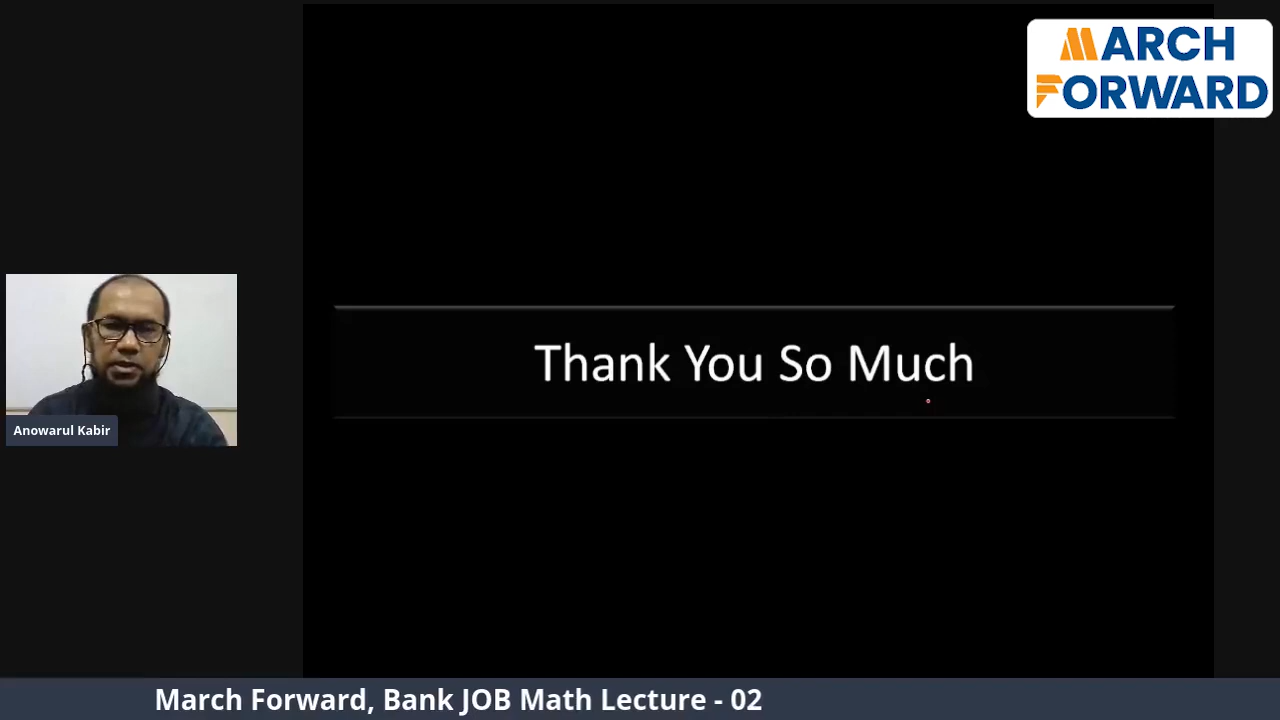 MARCH
FORWARD
Thank You So Much
Anowarul Kabir
March Forward, Bank JOB Math Lecture - 02